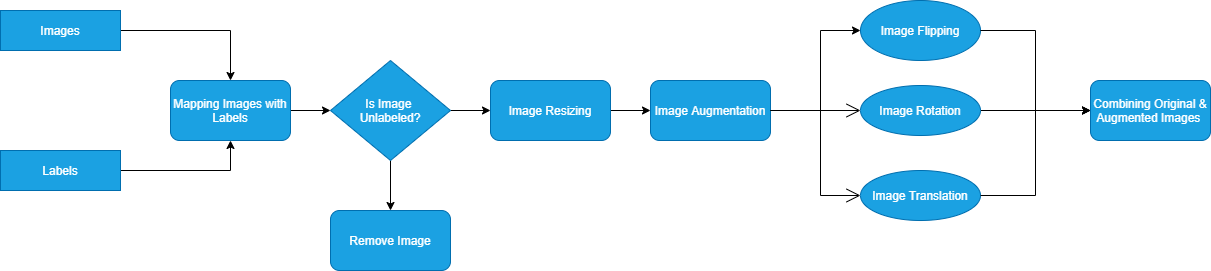 Images
Labels
Mapping Images with
Labels
Is Image
Unlabeled?
Remove Image
Image Resizing
Image Augmentation
Image Flipping
Image Rotation
Image Translation
Combining Original &
Augmented Images